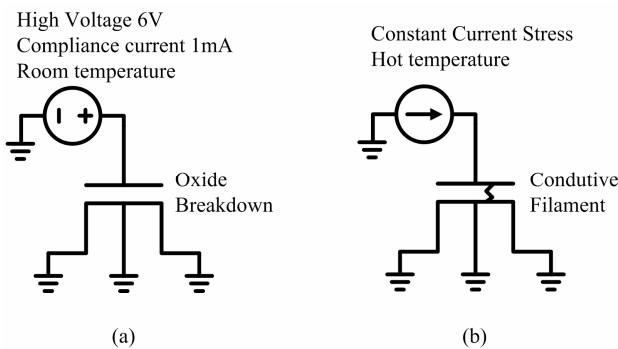 High Voltage 6V
Compliance current 1mA
Room temperature
Constant Current Stress
Hot temperature
Oxide
Breakdown
Condutive
Filament
(a)
(b)